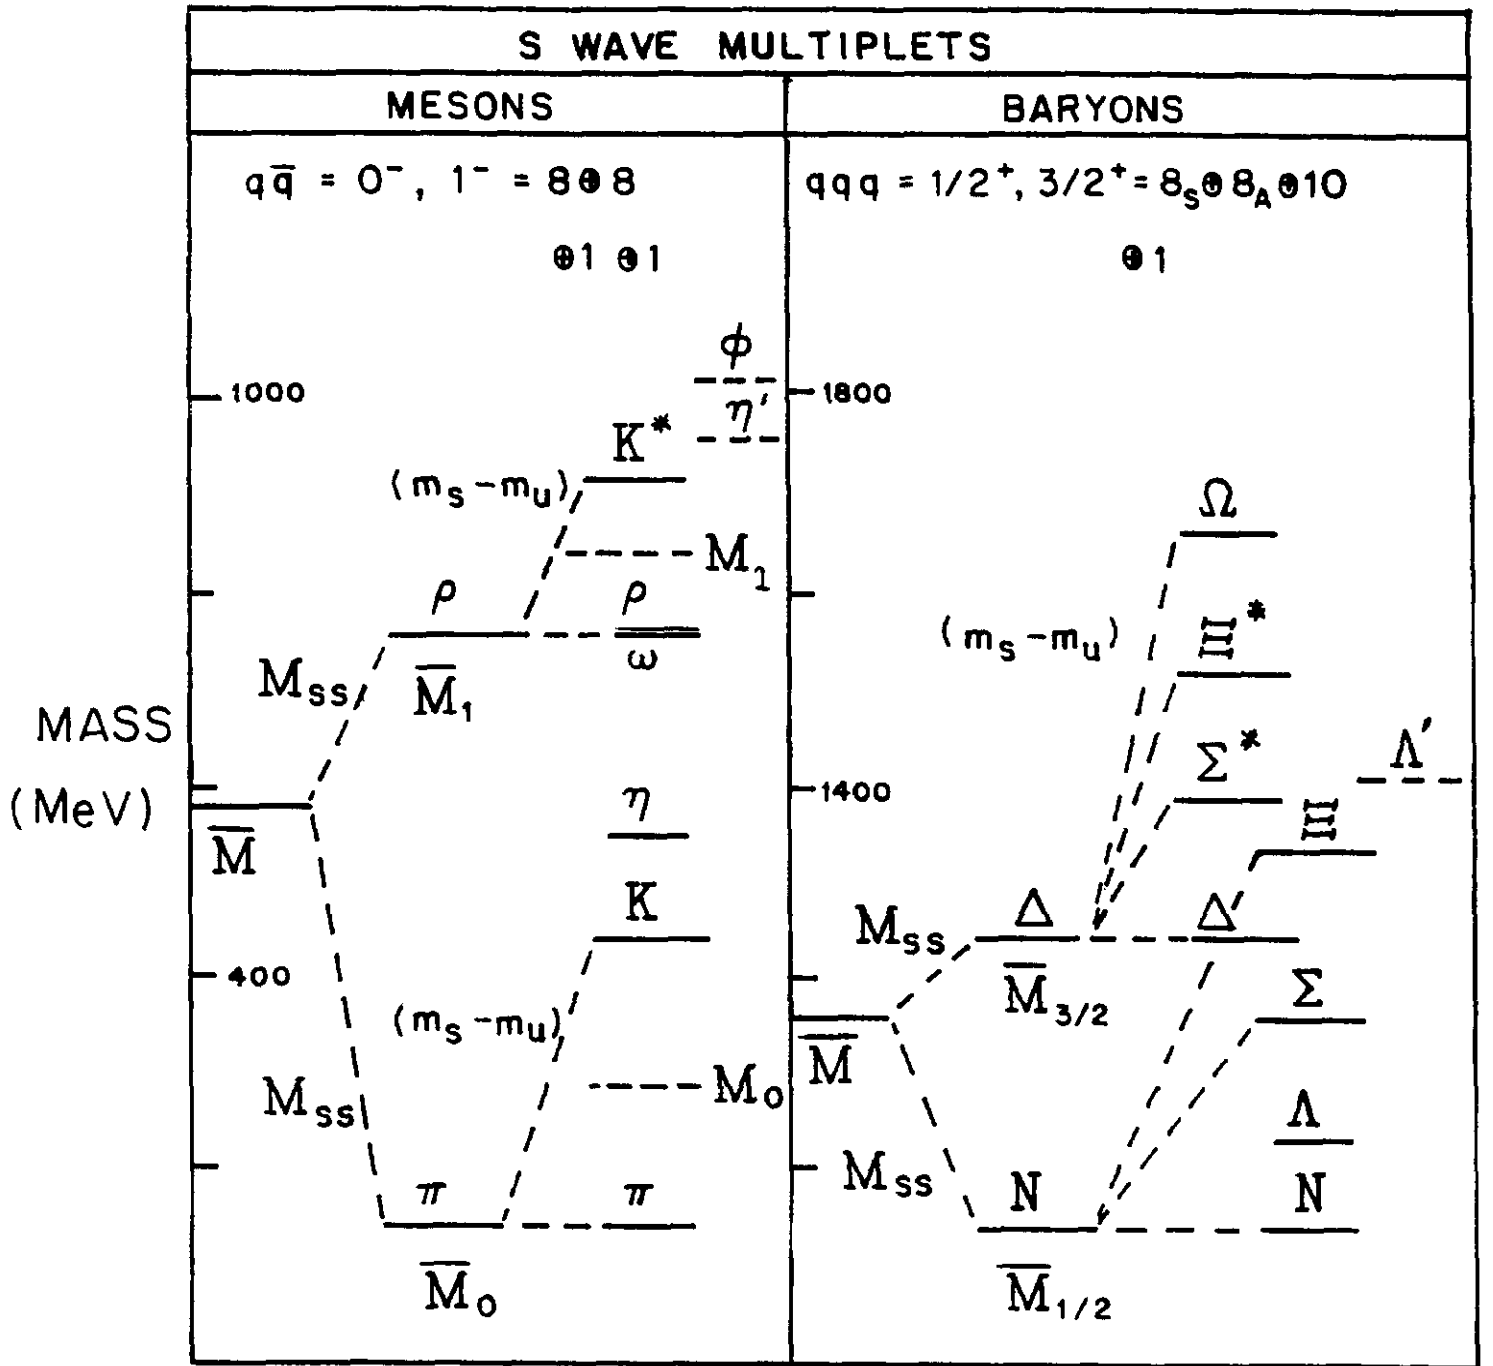 S WAVE MULTIPLETS
MESONS
BARYONS
qq̅ = 0⁻, 1⁻ = 8⊕8
⊕1 ⊕1
qqq = 1/2⁺, 3/2⁺ = 8_S⊕8_A⊕10
⊕1
MASS
(MeV)
1000
400
ϕ
η′
K*
(m_s-m_u)
M₁
ρ
ρ
ω
M_ss
M̅₁
M̅
η
K
(m_s-m_u)
M_ss
M₀
π
π
M̅₀
1800
1400
Ω
(m_s-m_u)
Ξ*
Σ*
Λ′
Ξ
Δ
Δ′
M_ss
M̅_3/2
Σ
M̅
Λ
M_ss
N
N
M̅_1/2